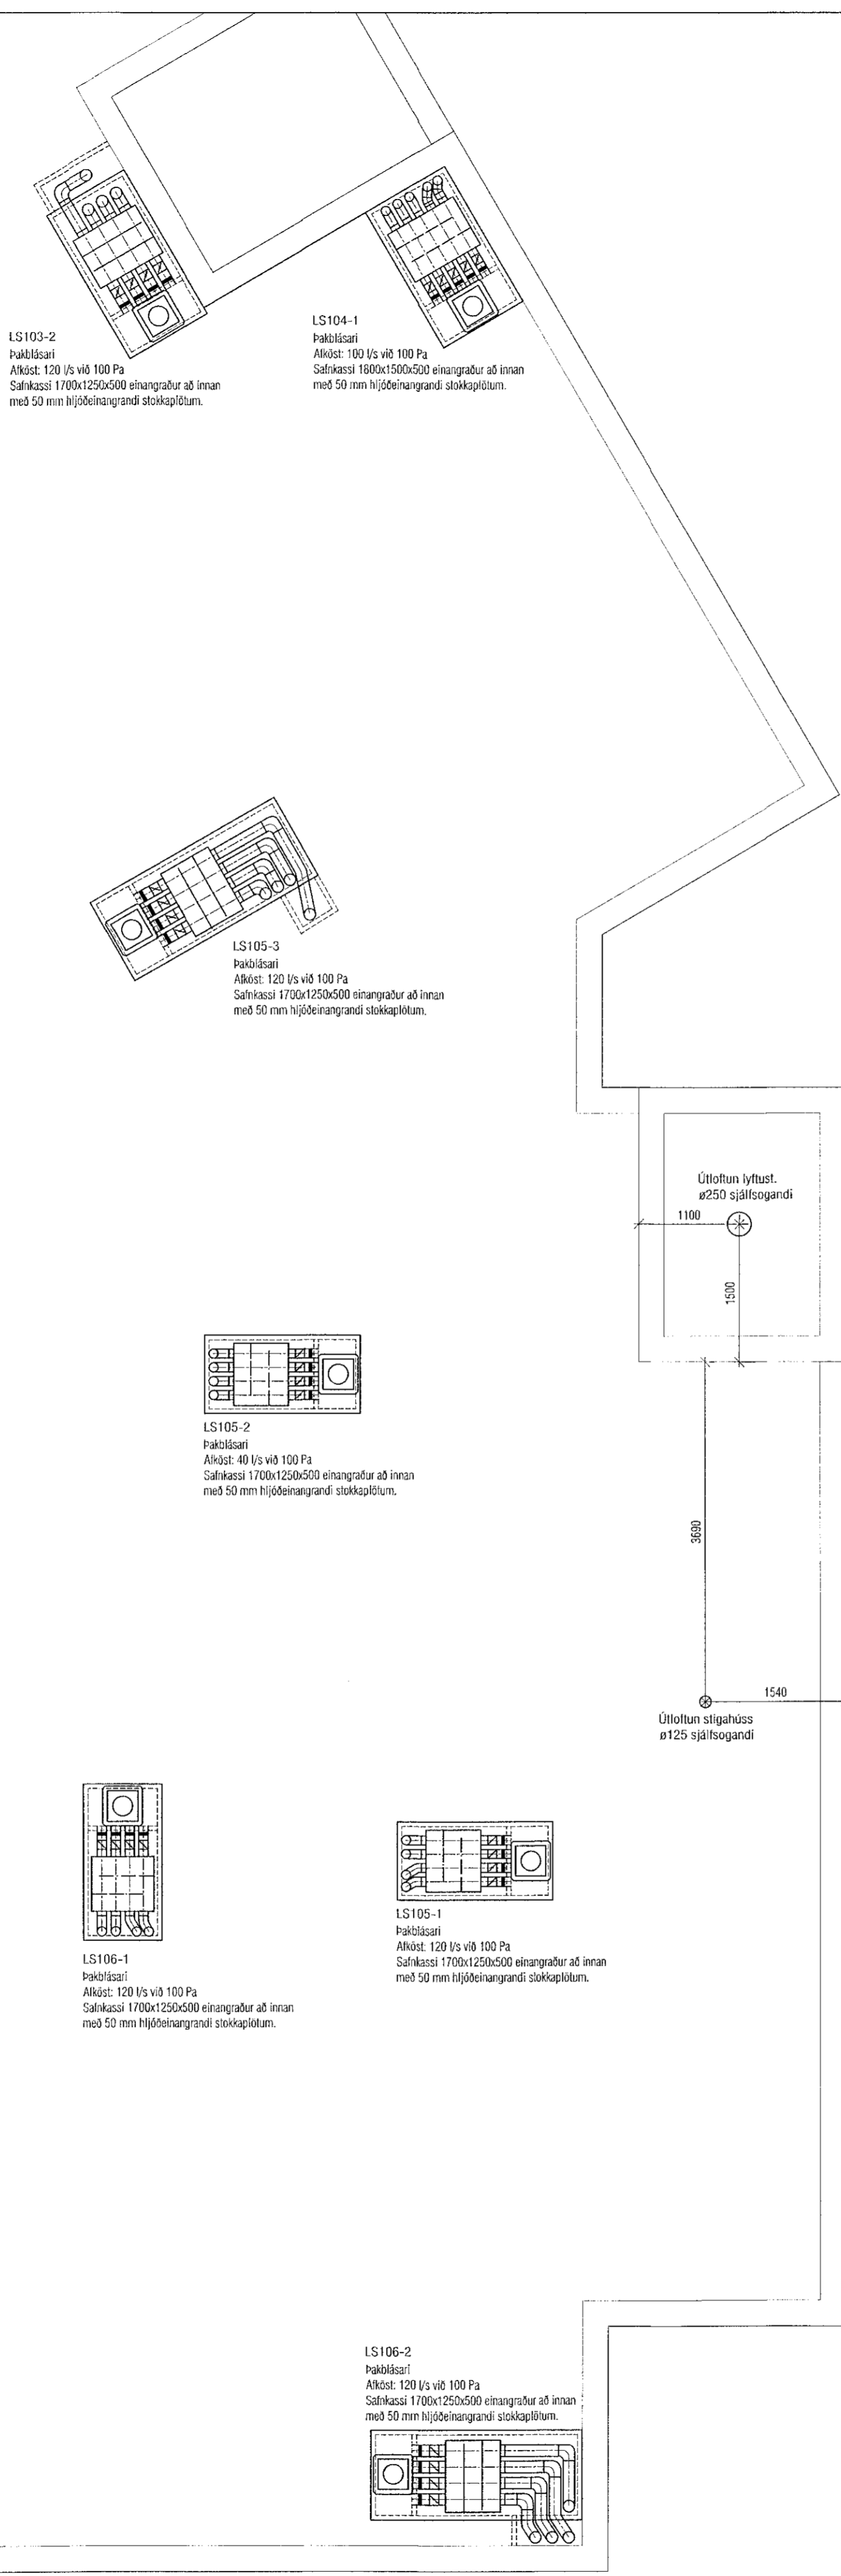 LS103-2
Þakblásari
Afköst: 120 l/s við 100 Pa
Safnkassi 1700x1250x500 einangraður að innan
með 50 mm hljóðeinangrandi stokkaplötum.
LS104-1
Þakblásari
Afköst: 100 l/s við 100 Pa
Safnkassi 1800x1500x500 einangraður að innan
með 50 mm hljóðeinangrandi stokkaplötum.
LS105-3
Þakblásari
Afköst: 120 l/s við 100 Pa
Safnkassi 1700x1250x500 einangraður að innan
með 50 mm hljóðeinangrandi stokkaplötum.
Útloftun lyftust.
ø250 sjálfsogandi
1100
1500
LS105-2
Þakblásari
Afköst: 40 l/s við 100 Pa
Safnkassi 1700x1250x500 einangraður að innan
með 50 mm hljóðeinangrandi stokkaplötum.
3690
1540
Útloftun stigahúss
ø125 sjálfsogandi
LS106-1
Þakblásari
Afköst: 120 l/s við 100 Pa
Safnkassi 1700x1250x500 einangraður að innan
með 50 mm hljóðeinangrandi stokkaplötum.
LS105-1
Þakblásari
Afköst: 120 l/s við 100 Pa
Safnkassi 1700x1250x500 einangraður að innan
með 50 mm hljóðeinangrandi stokkaplötum.
LS106-2
Þakblásari
Afköst: 120 l/s við 100 Pa
Safnkassi 1700x1250x500 einangraður að innan
með 50 mm hljóðeinangrandi stokkaplötum.